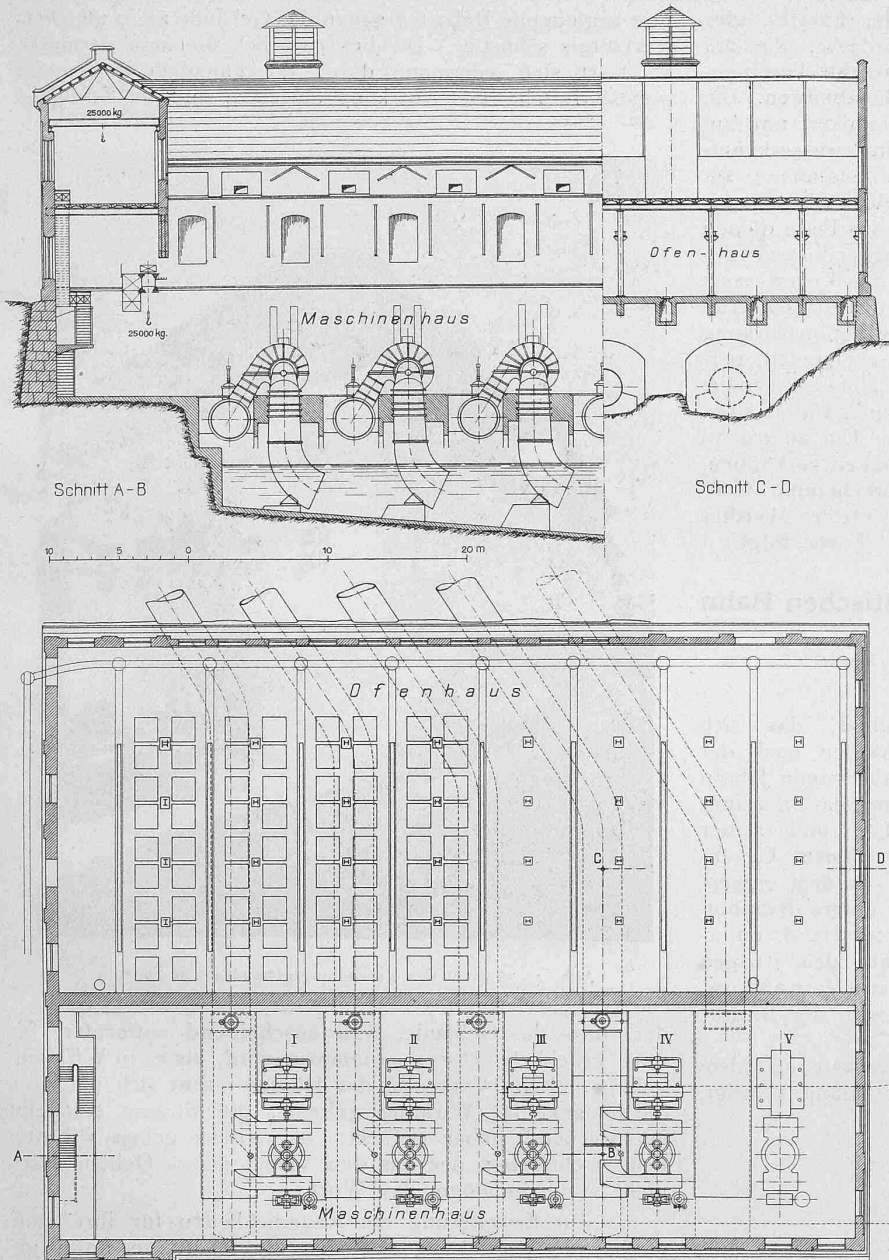 25000 kg.
Ofen-haus
Maschinenhaus
25000 kg.
Schnitt A-B
Schnitt C-D
10 5 0 10 20 m
Ofenhaus
C
D
I
II
III
IV
V
A
B
Maschinenhaus